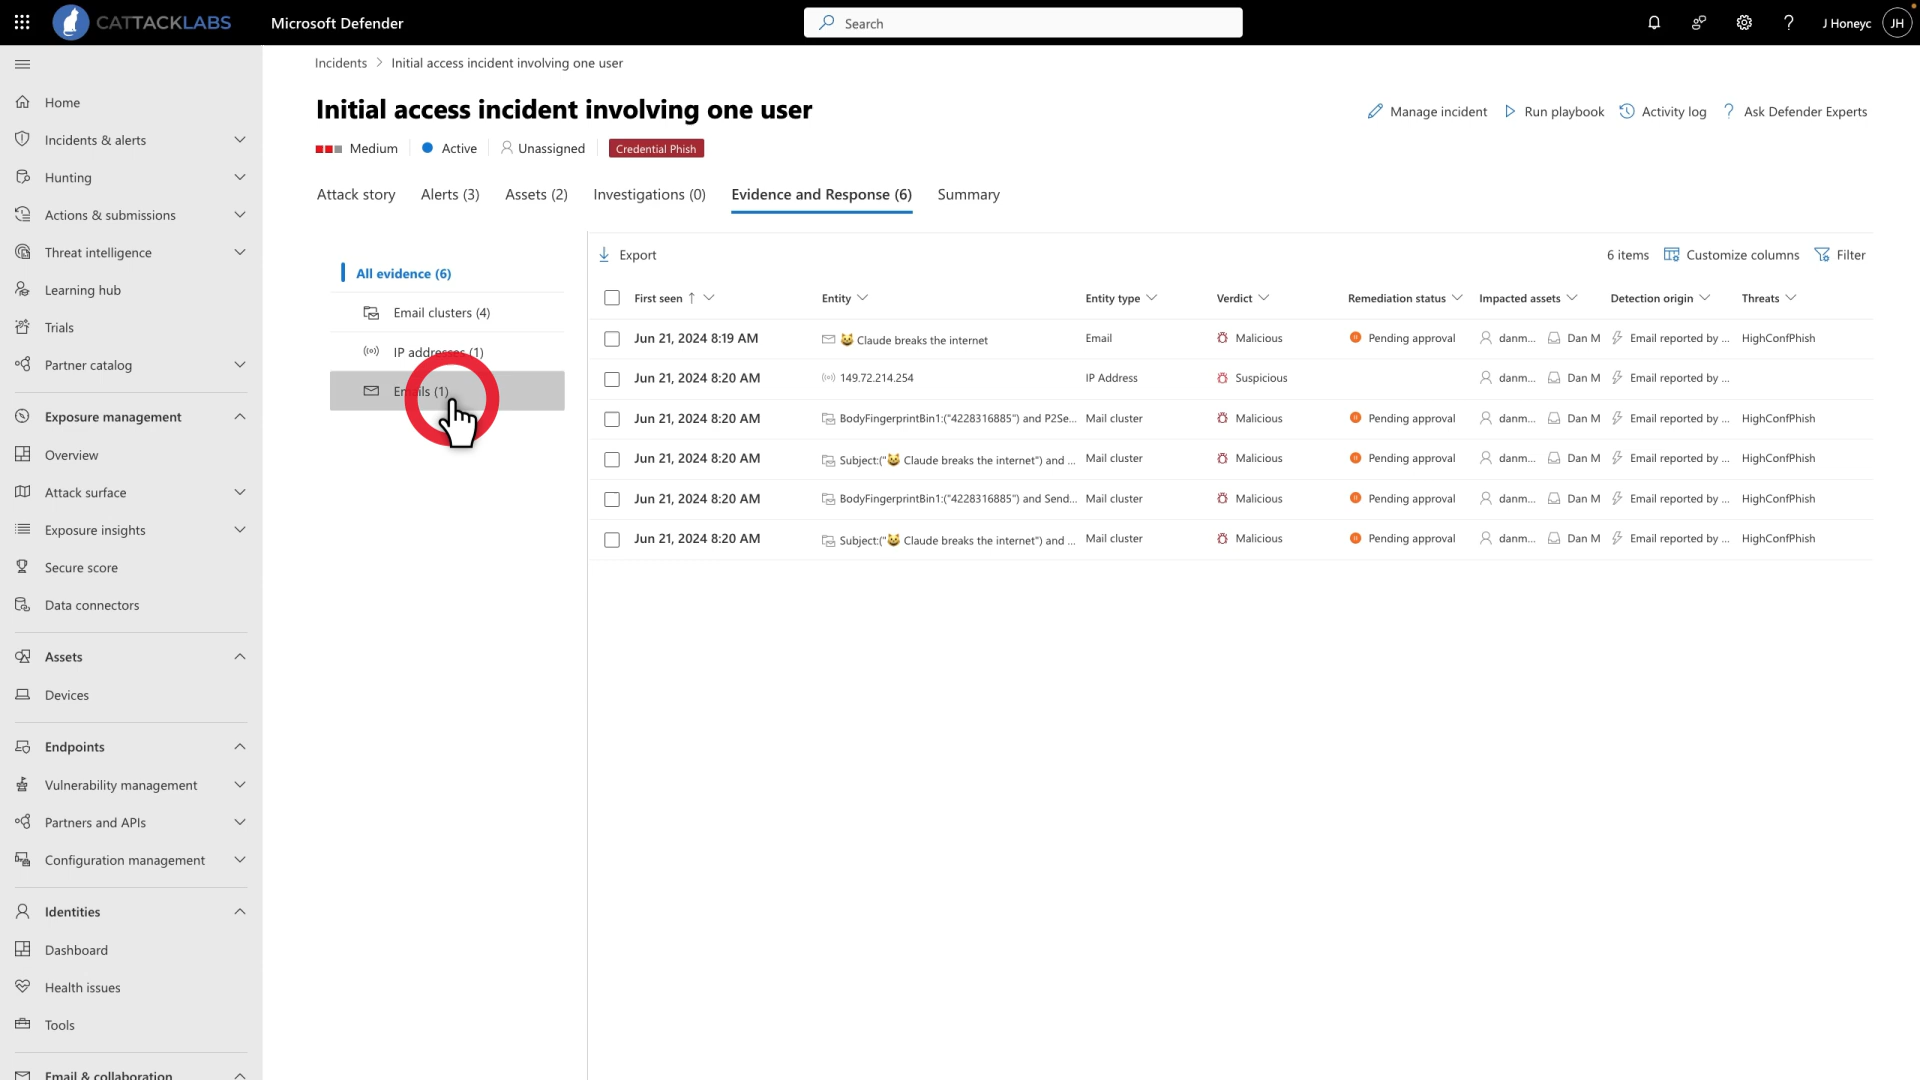 CATTACKLABS Microsoft Defender Search J Honeyc JH
Incidents > Initial access incident involving one user
Initial access incident involving one user
Manage incident Run playbook Activity log ? Ask Defender Experts
Medium Active Unassigned Credential Phish
Attack story Alerts (3) Assets (2) Investigations (0) Evidence and Response (6) Summary
Home
Incidents & alerts
Hunting
Actions & submissions
Threat intelligence
Learning hub
Trials
Partner catalog
Exposure management
Overview
Attack surface
Exposure insights
Secure score
Data connectors
Assets
Devices
Endpoints
Vulnerability management
Partners and APIs
Configuration management
Identities
Dashboard
Health issues
Tools
Email & collaboration
All evidence (6)
Email clusters (4)
IP addresses (1)
Emails (1)
Export 6 items Customize columns Filter
First seen ↑ Entity Entity type Verdict Remediation status Impacted assets Detection origin Threats
Jun 21, 2024 8:19 AM 😺 Claude breaks the internet Email Malicious Pending approval danm... Dan M Email reported by ... HighConfPhish
Jun 21, 2024 8:20 AM 149.72.214.254 IP Address Suspicious danm... Dan M Email reported by ...
Jun 21, 2024 8:20 AM BodyFingerprintBin1:("4228316885") and P2Se... Mail cluster Malicious Pending approval danm... Dan M Email reported by ... HighConfPhish
Jun 21, 2024 8:20 AM Subject:("😺 Claude breaks the internet") and ... Mail cluster Malicious Pending approval danm... Dan M Email reported by ... HighConfPhish
Jun 21, 2024 8:20 AM BodyFingerprintBin1:("4228316885") and Send... Mail cluster Malicious Pending approval danm... Dan M Email reported by ... HighConfPhish
Jun 21, 2024 8:20 AM Subject:("😺 Claude breaks the internet") and ... Mail cluster Malicious Pending approval danm... Dan M Email reported by ... HighConfPhish